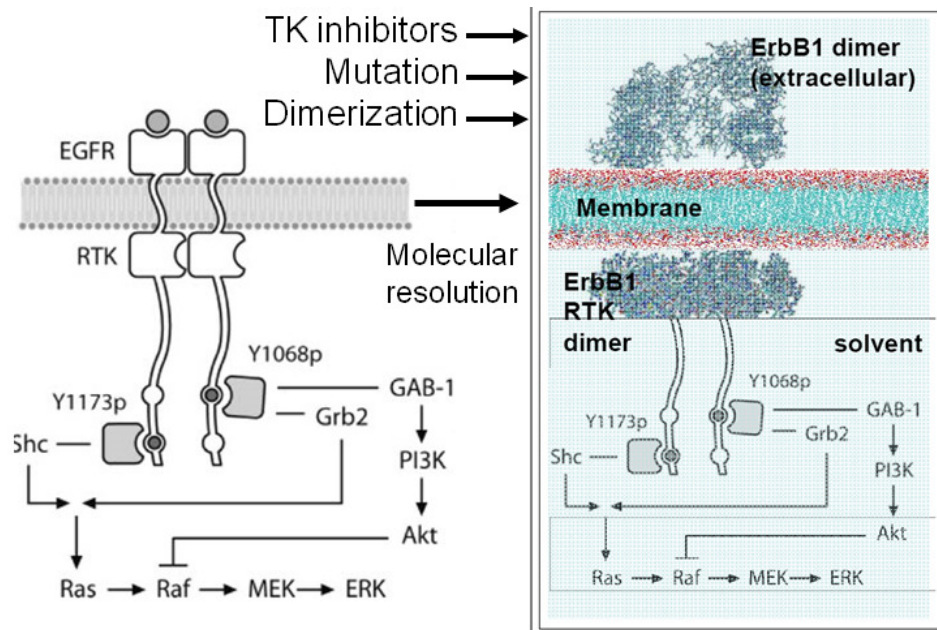 TK inhibitors
Mutation
Dimerization
EGFR
RTK
Molecular
resolution
Y1068p
Y1173p
GAB-1
Grb2
Shc
PI3K
Akt
Ras
Raf
MEK
ERK
ErbB1 dimer
(extracellular)
Membrane
ErbB1
RTK
dimer
solvent
Y1068p
Y1173p
GAB-1
Grb2
Shc
PI3K
Akt
Ras
Raf
MEK
ERK